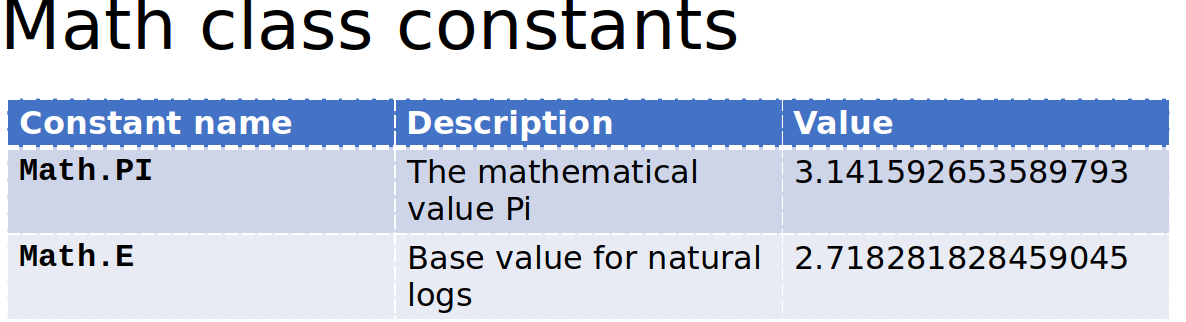 Math class constants
Constant name Description Value
Math.PI The mathematical value Pi 3.141592653589793
Math.E Base value for natural logs 2.718281828459045